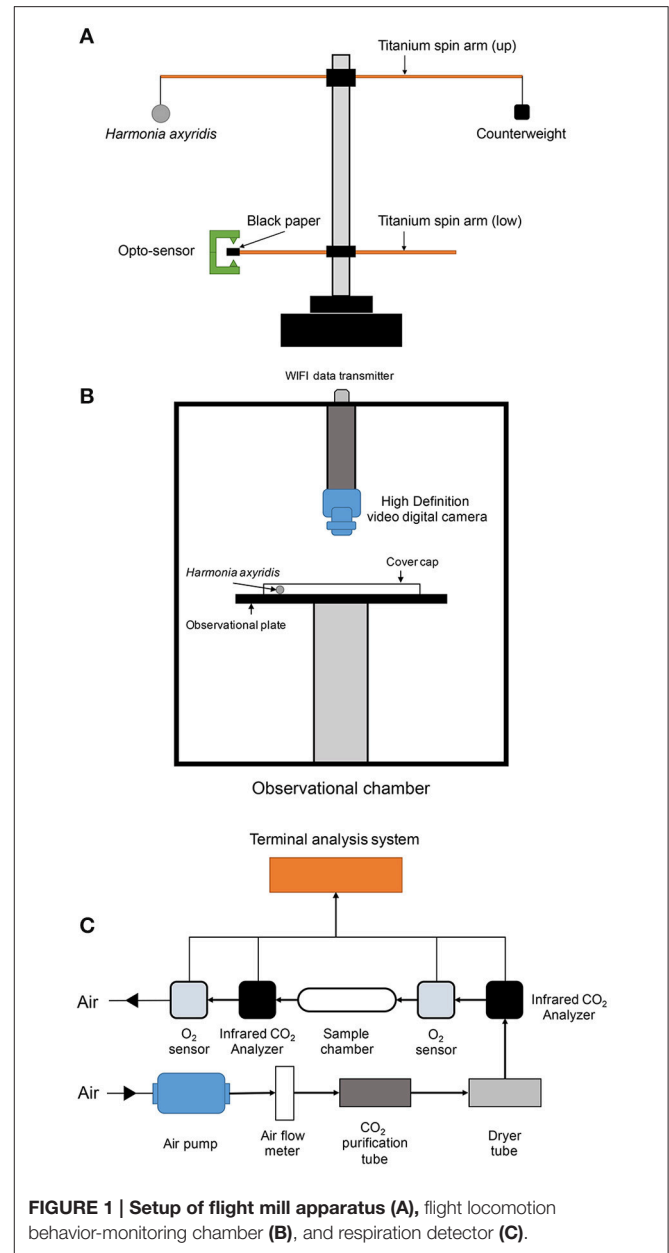 A
Titanium spin arm (up)
Harmonia axyridis
Counterweight
Black paper
Titanium spin arm (low)
Opto-sensor
WIFI data transmitter
B
High Definition
video digital camera
Harmonia axyridis
Cover cap
Observational plate
Observational chamber
Terminal analysis system
C
Air
O₂
sensor
Infrared CO₂
Analyzer
Sample
chamber
O₂
sensor
Infrared CO₂
Analyzer
Air
Air pump
Air flow
meter
CO₂
purification
tube
Dryer
tube
FIGURE 1 | Setup of flight mill apparatus (A), flight locomotion
behavior-monitoring chamber (B), and respiration detector (C).